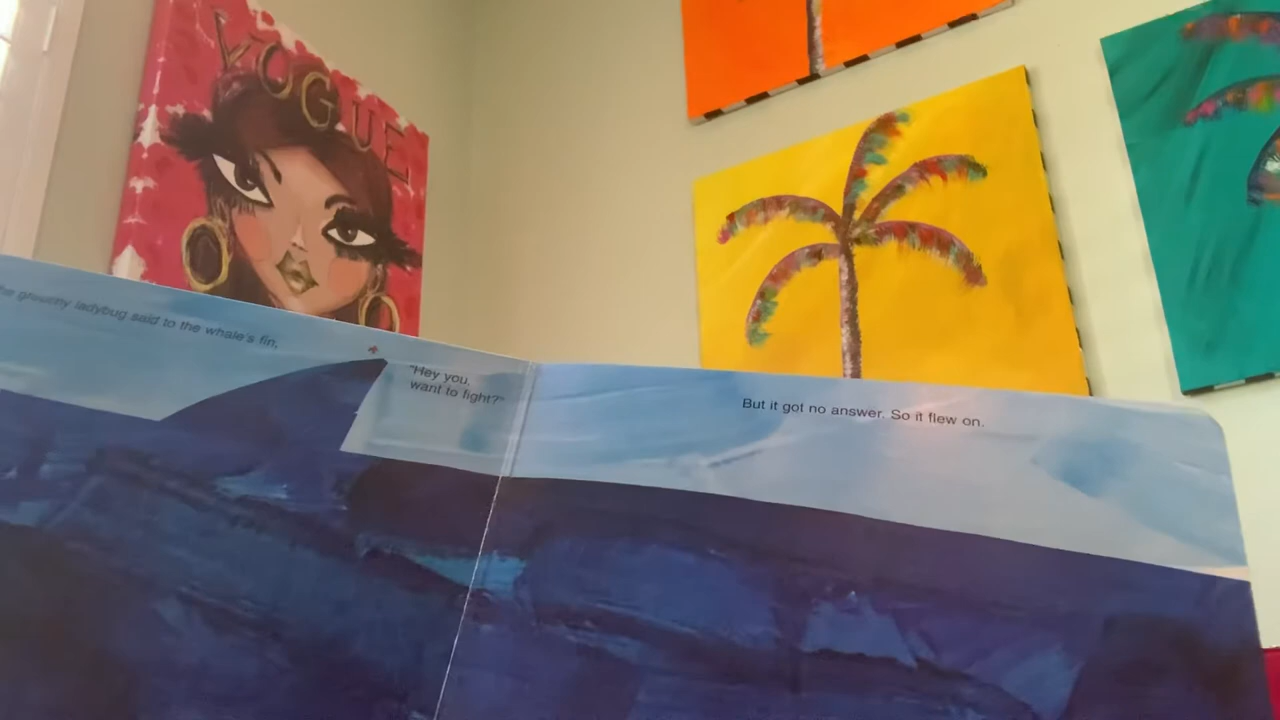 VOGUE
he grouchy ladybug said to the whale's fin,
"Hey you,
want to fight?"
But it got no answer. So it flew on.